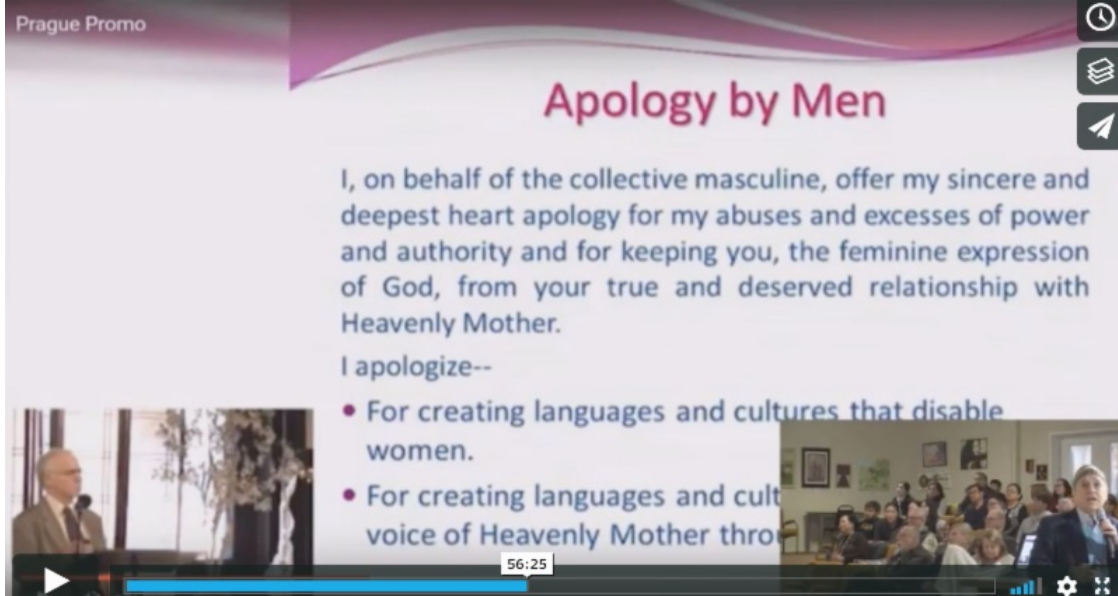 Prague Promo
Apology by Men
I, on behalf of the collective masculine, offer my sincere and
deepest heart apology for my abuses and excesses of power
and authority and for keeping you, the feminine expression
of God, from your true and deserved relationship with
Heavenly Mother.
I apologize--
• For creating languages and cultures that disable
women.
• For creating languages and cult
voice of Heavenly Mother thro
56:25